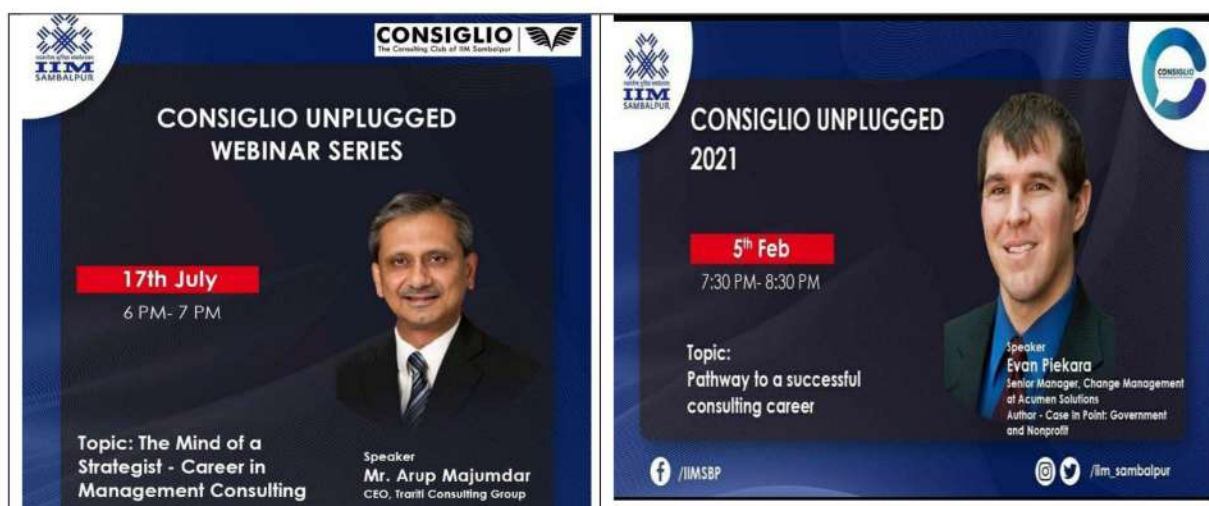 IIM
SAMBALPUR
CONSIGLIO
The Consulting Club of IIM Sambalpur
CONSIGLIO UNPLUGGED
WEBINAR SERIES
17th July
6 PM- 7 PM
Topic: The Mind of a
Strategist - Career in
Management Consulting
Speaker
Mr. Arup Majumdar
CEO, Trariti Consulting Group
IIM
SAMBALPUR
CONSIGLIO
CONSIGLIO UNPLUGGED
2021
5th Feb
7:30 PM- 8:30 PM
Topic:
Pathway to a successful
consulting career
Speaker
Evan Piekara
Senior Manager, Change Management
at Acumen Solutions
Author - Case In Point: Government
and Nonprofit
/IIMSBP
/iim_sambalpur